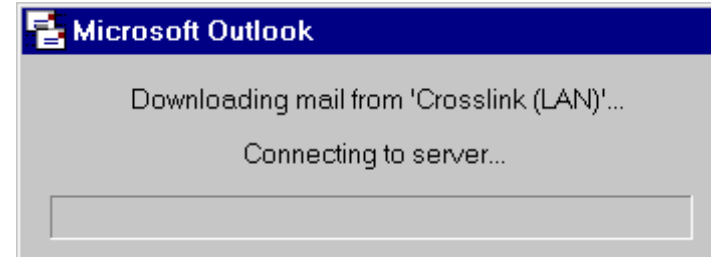 Microsoft Outlook
Downloading mail from 'Crosslink (LAN)'...
Connecting to server...